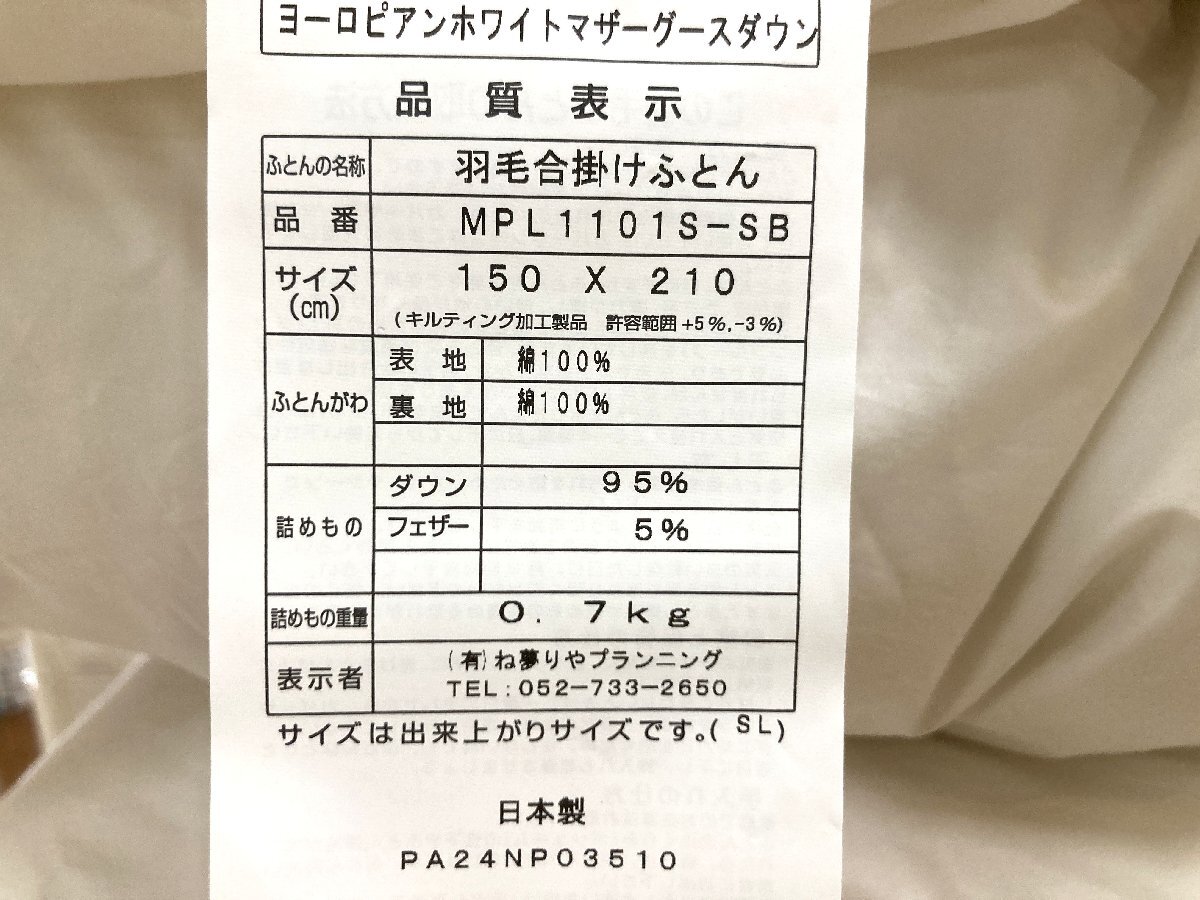 ヨーロピアンホワイトマザーグースダウン
品質表示
ふとんの名称 羽毛合掛けふとん
品番 MPL1101S-SB
サイズ(cm) 150 X 210
(キルティング加工製品 許容範囲+5%,-3%)
ふとんがわ 表地 綿100%
裏地 綿100%
詰めもの ダウン 95%
フェザー 5%
詰めもの重量 0.7kg
表示者 (有)ね夢りやプランニング
TEL:052-733-2650
サイズは出来上がりサイズです。(SL)
日本製
PA24NP03510